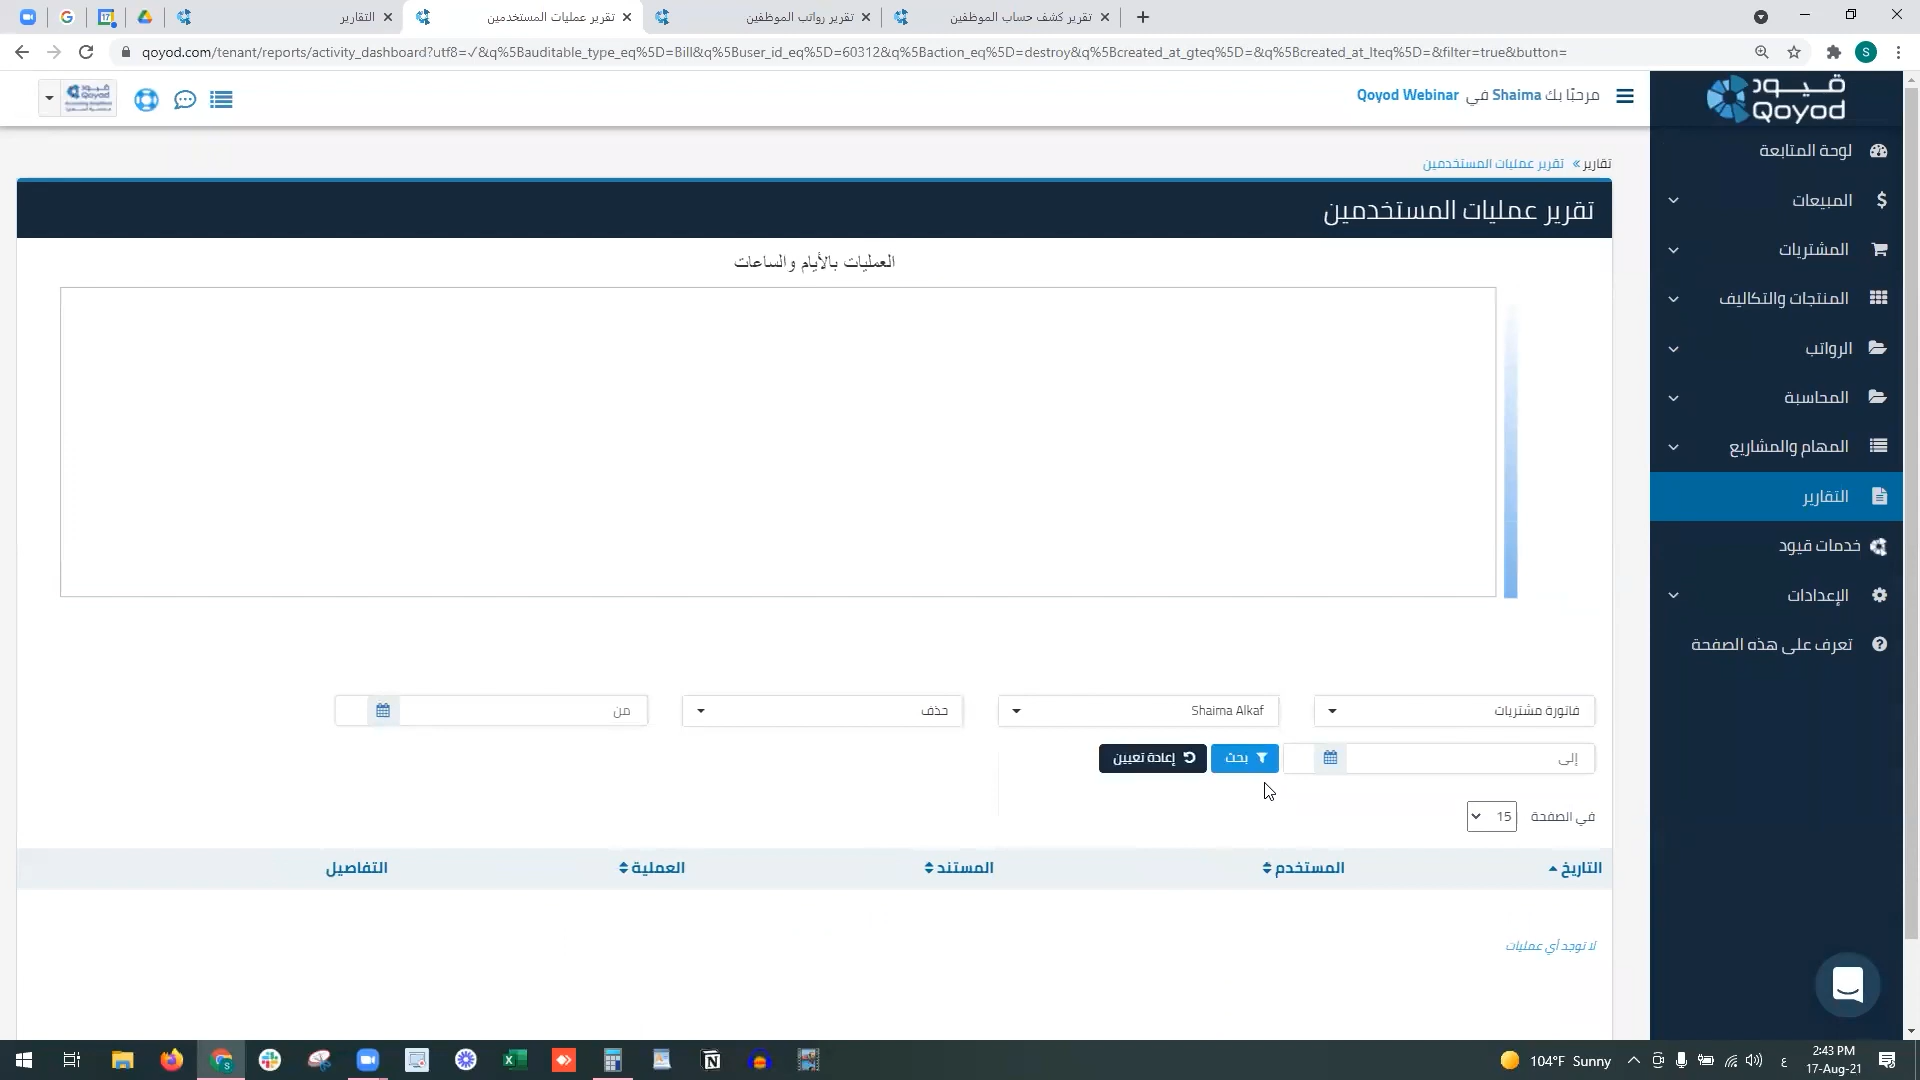 التقارير
تقرير عمليات المستخدمين
تقرير رواتب الموظفين
تقرير كشف حساب الموظفين
qoyod.com/tenant/reports/activity_dashboard?utf8=✓&q%5Bauditable_type_eq%5D=Bill&q%5Buser_id_eq%5D=60312&q%5Baction_eq%5D=destroy&q%5Bcreated_at_gteq%5D=&q%5Bcreated_at_lteq%5D=&filter=true&button=
S
قيود
Qoyod
مرحبًا بك Shaima في Qoyod Webinar
لوحة المتابعة
المبيعات
المشتريات
المنتجات والتكاليف
الرواتب
المحاسبة
المهام والمشاريع
التقارير
خدمات قيود
الإعدادات
تعرف على هذه الصفحة
تقارير » تقرير عمليات المستخدمين
تقرير عمليات المستخدمين
العمليات بالأيام والساعات
فاتورة مشتريات
Shaima Alkaf
حذف
من
إلى
بحث
إعادة تعيين
في الصفحة 15
التاريخ
المستخدم
المستند
العملية
التفاصيل
لا توجد أي عمليات
104°F Sunny
ع
2:43 PM
17-Aug-21